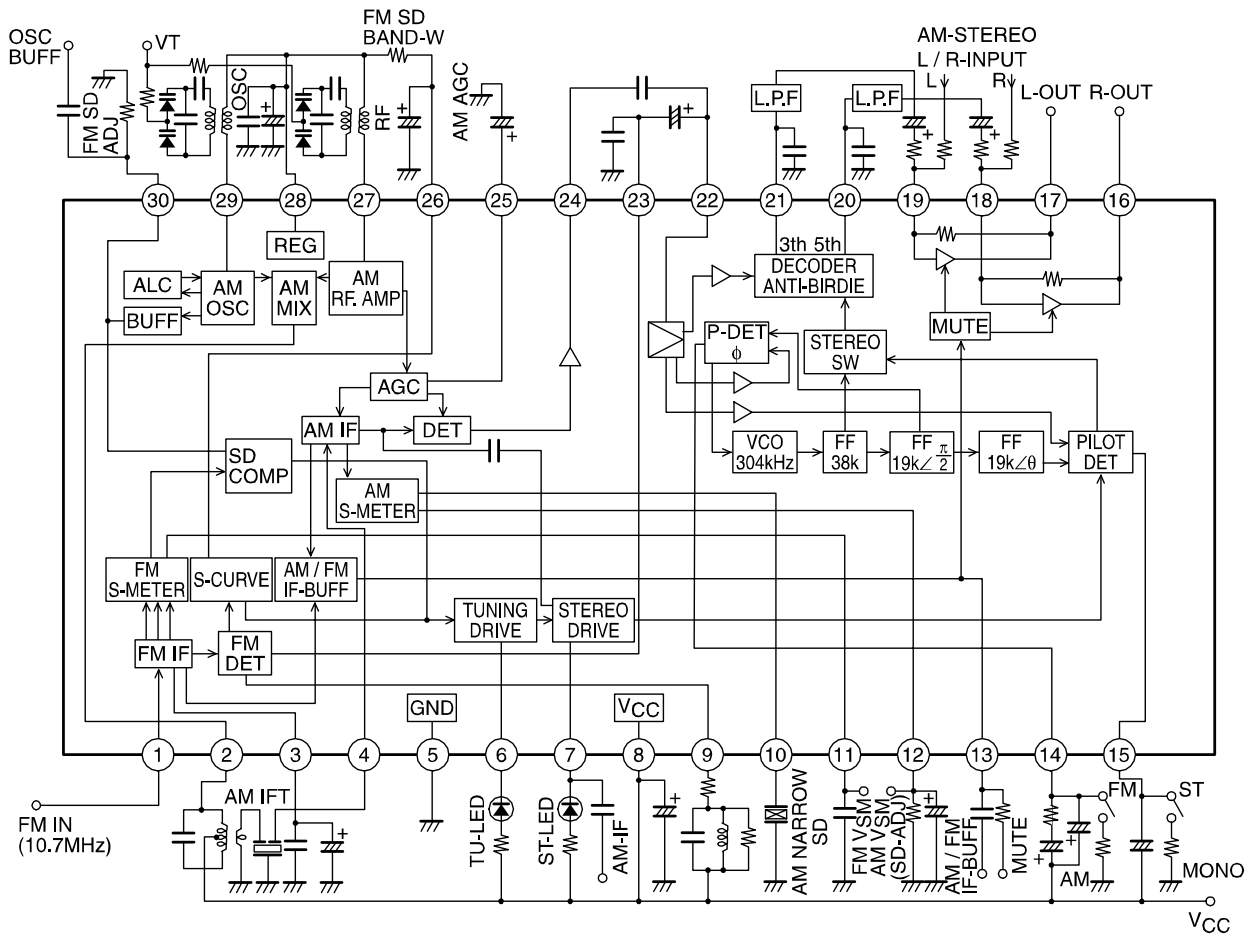 OSC
BUFF
VT
FM SD
BAND-W
AM-STEREO
L / R-INPUT
L
R
L-OUT R-OUT
FM SD
ADJ
OSC
RF
AM AGC
L.P.F
L.P.F
30
29
28
27
26
25
24
23
22
21
20
19
18
17
16
REG
ALC
AM
OSC
AM
MIX
AM
RF. AMP
BUFF
3th 5th
DECODER
ANTI-BIRDIE
P-DET
ϕ
STEREO
SW
MUTE
AGC
AM IF
DET
SD
COMP
VCO
304kHz
FF
38k
FF
19k∠π/2
FF
19k∠θ
PILOT
DET
AM
S-METER
FM
S-METER
S-CURVE
AM / FM
IF-BUFF
TUNING
DRIVE
STEREO
DRIVE
FM IF
FM
DET
GND
VCC
1
2
3
4
5
6
7
8
9
10
11
12
13
14
15
FM IN
(10.7MHz)
AM IFT
TU-LED
ST-LED
AM-IF
AM NARROW
SD
FM VSM
AM VSM
(SD-ADJ)
AM / FM
IF-BUFF
MUTE
FM
AM
ST
MONO
VCC